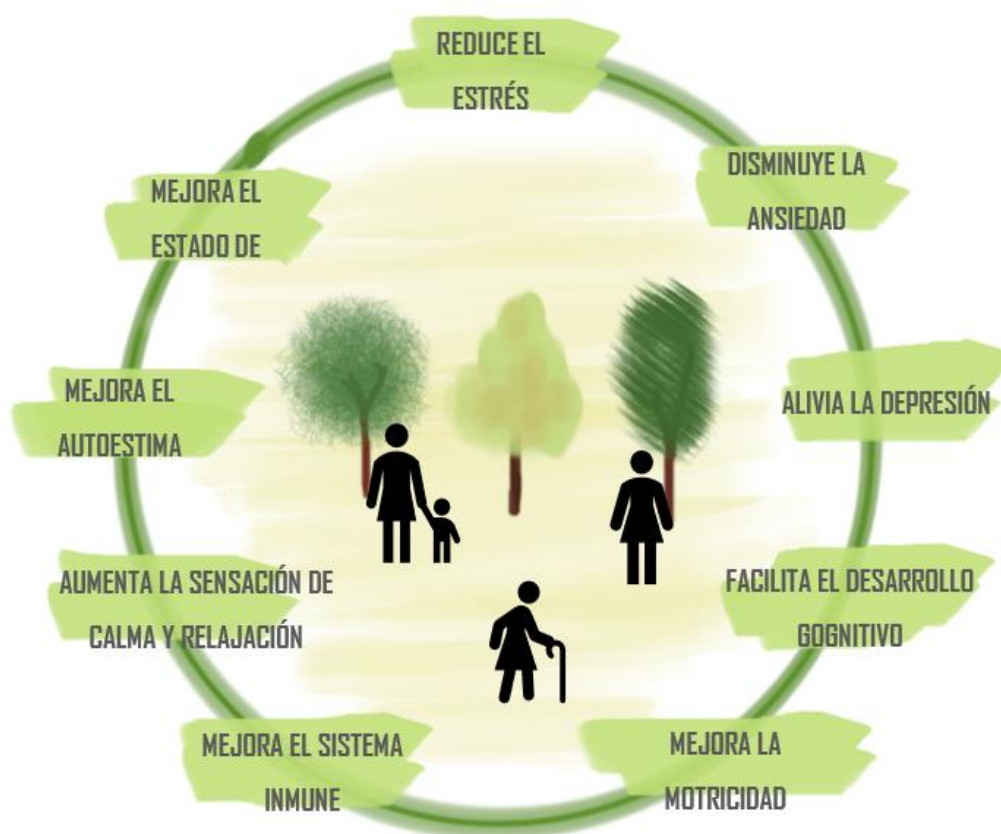 REDUCE EL
ESTRÉS
DISMINUYE LA
ANSIEDAD
ALIVIA LA DEPRESIÓN
FACILITA EL DESARROLLO
GOGNITIVO
MEJORA LA
MOTRICIDAD
MEJORA EL SISTEMA
INMUNE
AUMENTA LA SENSACIÓN DE
CALMA Y RELAJACIÓN
MEJORA EL
AUTOESTIMA
MEJORA EL
ESTADO DE